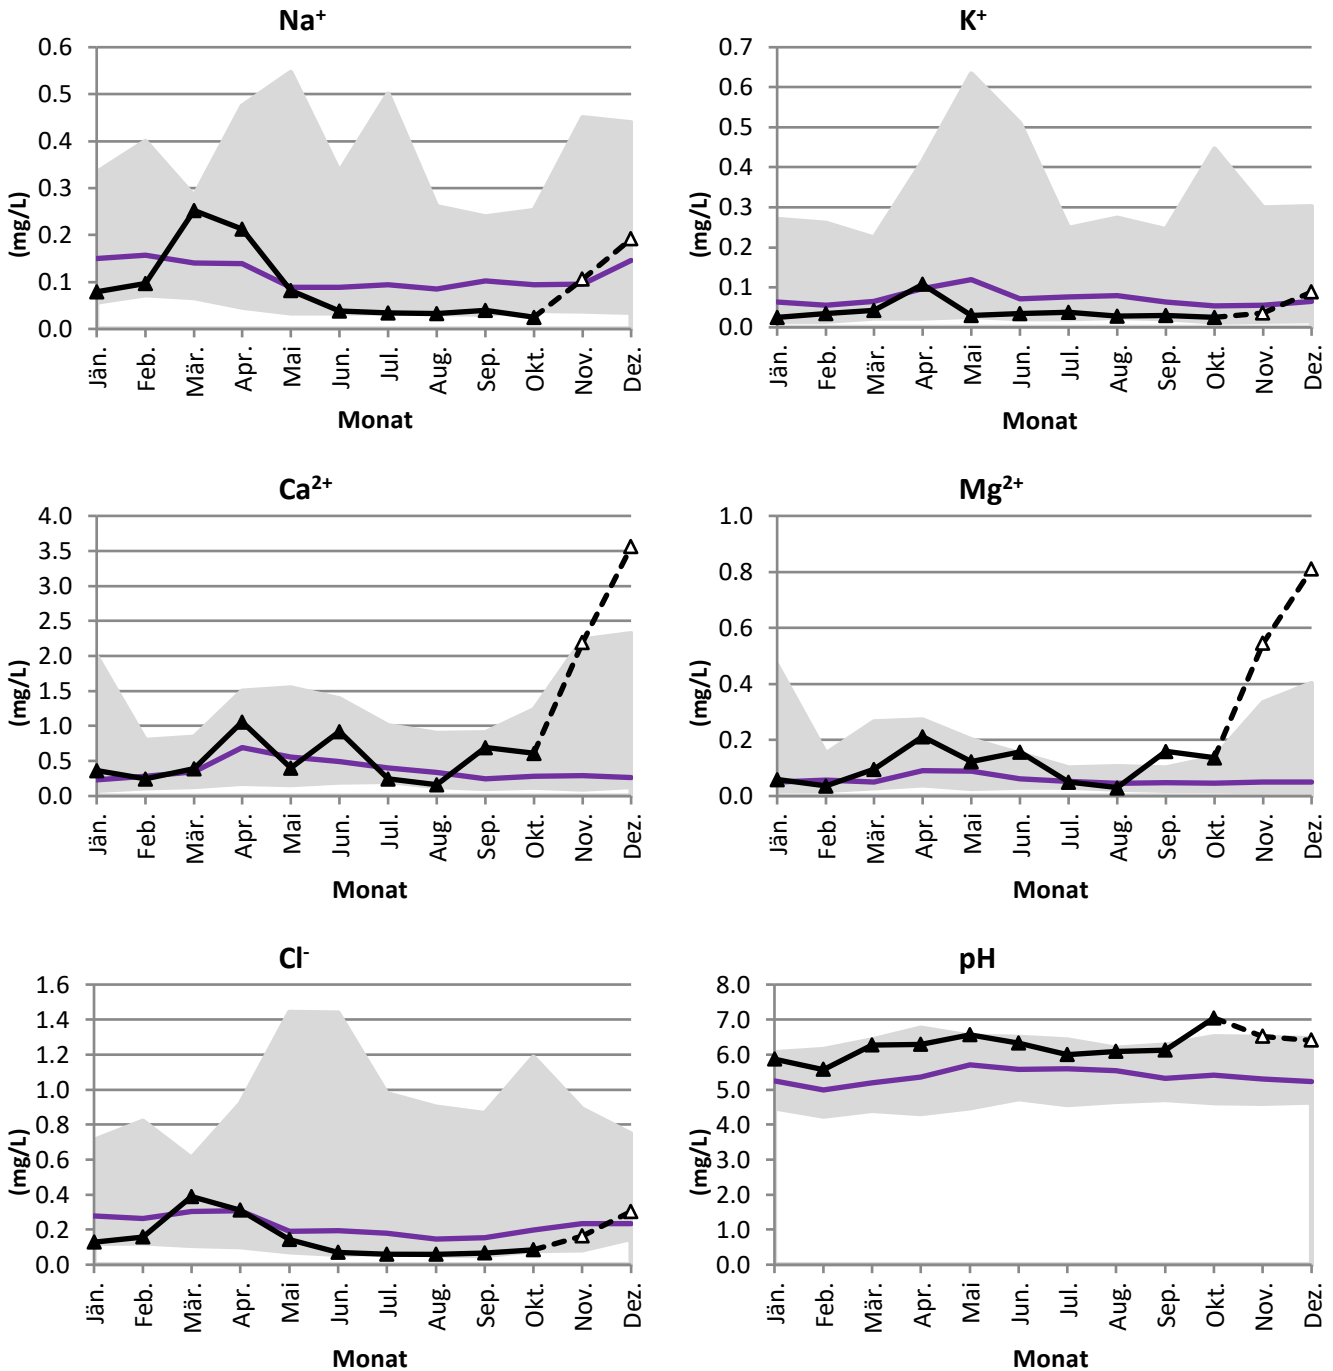 Na⁺
(mg/L)
0.6
0.5
0.4
0.3
0.2
0.1
0.0
Jän.
Feb.
Mär.
Apr.
Mai
Jun.
Jul.
Aug.
Sep.
Okt.
Nov.
Dez.
Monat
K⁺
(mg/L)
0.7
0.6
0.5
0.4
0.3
0.2
0.1
0.0
Jän.
Feb.
Mär.
Apr.
Mai
Jun.
Jul.
Aug.
Sep.
Okt.
Nov.
Dez.
Monat
Ca²⁺
(mg/L)
4.0
3.5
3.0
2.5
2.0
1.5
1.0
0.5
0.0
Jän.
Feb.
Mär.
Apr.
Mai
Jun.
Jul.
Aug.
Sep.
Okt.
Nov.
Dez.
Monat
Mg²⁺
(mg/L)
1.0
0.8
0.6
0.4
0.2
0.0
Jän.
Feb.
Mär.
Apr.
Mai
Jun.
Jul.
Aug.
Sep.
Okt.
Nov.
Dez.
Monat
Cl⁻
(mg/L)
1.6
1.4
1.2
1.0
0.8
0.6
0.4
0.2
0.0
Jän.
Feb.
Mär.
Apr.
Mai
Jun.
Jul.
Aug.
Sep.
Okt.
Nov.
Dez.
Monat
pH
(mg/L)
8.0
7.0
6.0
5.0
4.0
3.0
2.0
1.0
0.0
Jän.
Feb.
Mär.
Apr.
Mai
Jun.
Jul.
Aug.
Sep.
Okt.
Nov.
Dez.
Monat